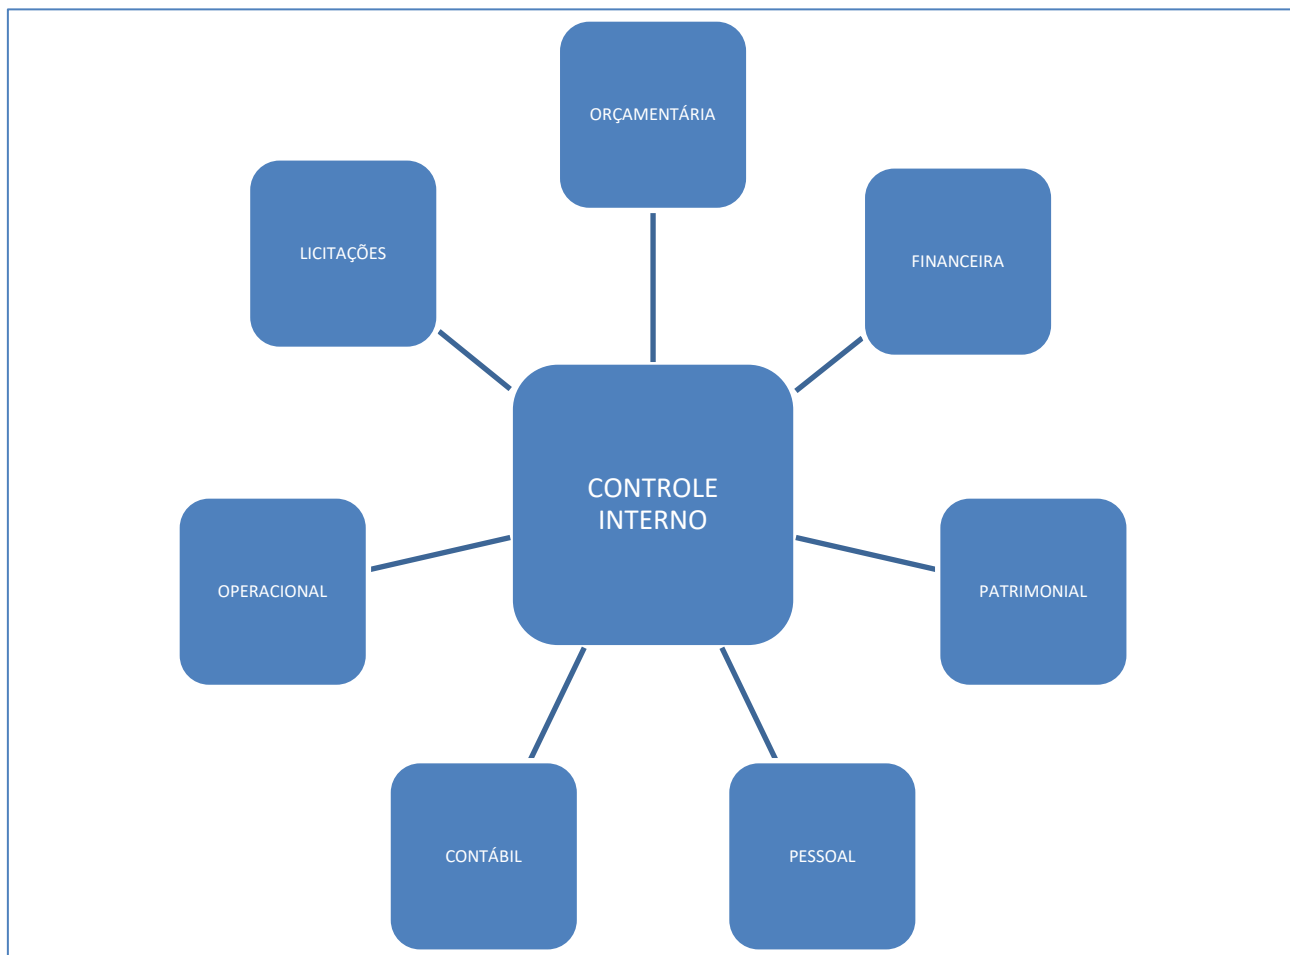 ORÇAMENTÁRIA
LICITAÇÕES
FINANCEIRA
CONTROLE
INTERNO
OPERACIONAL
PATRIMONIAL
CONTÁBIL
PESSOAL